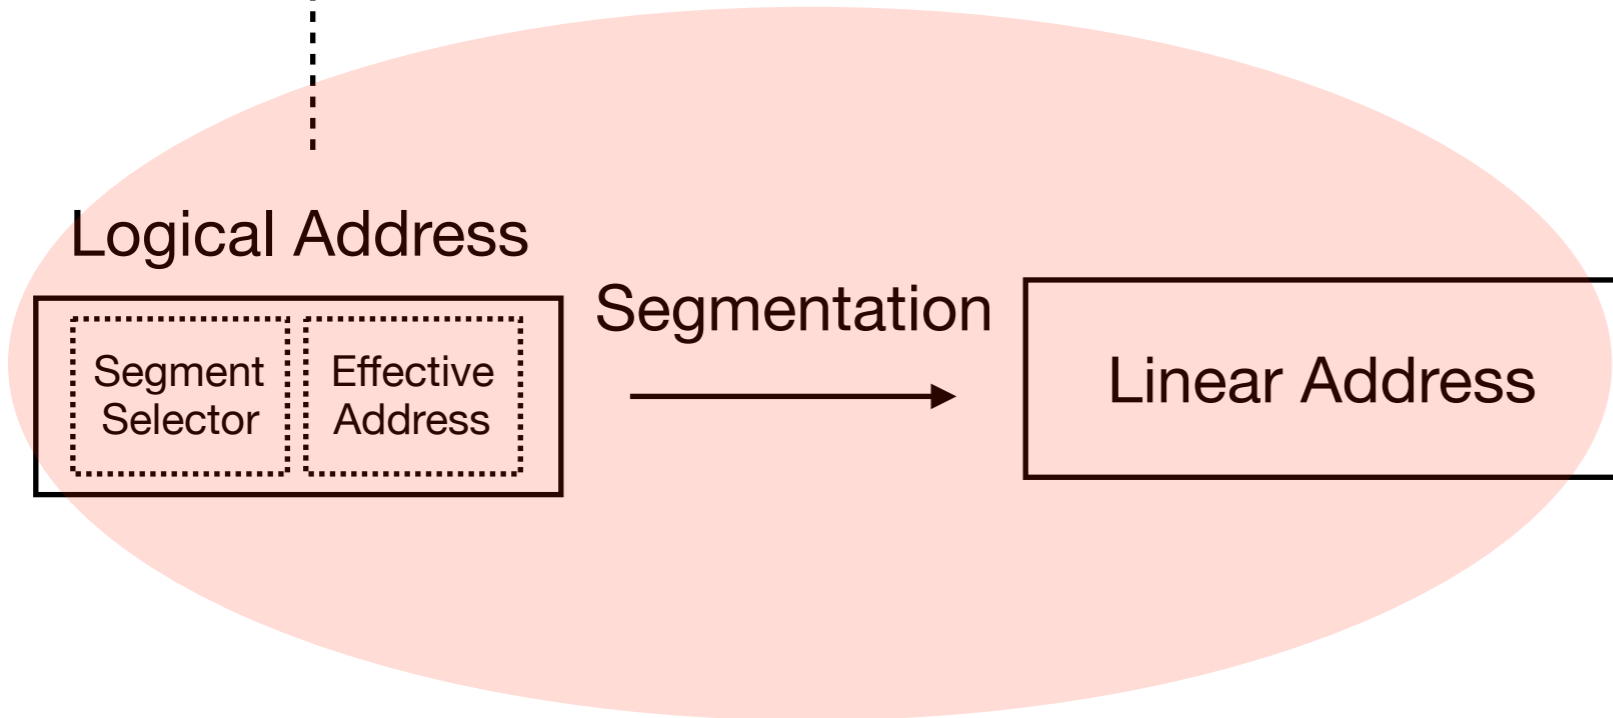 Logical Address
Segmentation
Segment
Selector
Effective
Address
Linear Address